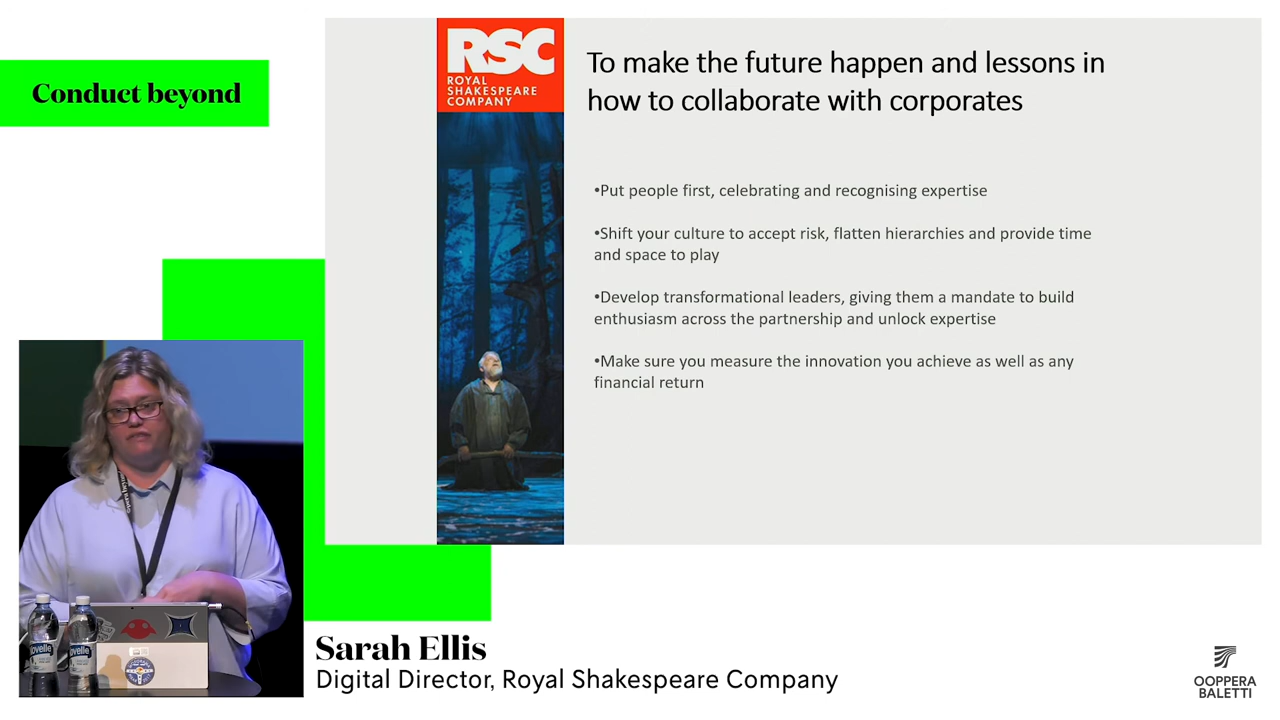 Conduct beyond
RSC
ROYAL
SHAKESPEARE
COMPANY
To make the future happen and lessons in
how to collaborate with corporates
•Put people first, celebrating and recognising expertise
•Shift your culture to accept risk, flatten hierarchies and provide time
and space to play
•Develop transformational leaders, giving them a mandate to build
enthusiasm across the partnership and unlock expertise
•Make sure you measure the innovation you achieve as well as any
financial return
Sarah Ellis
Digital Director, Royal Shakespeare Company
OOPPERA
BALETTI